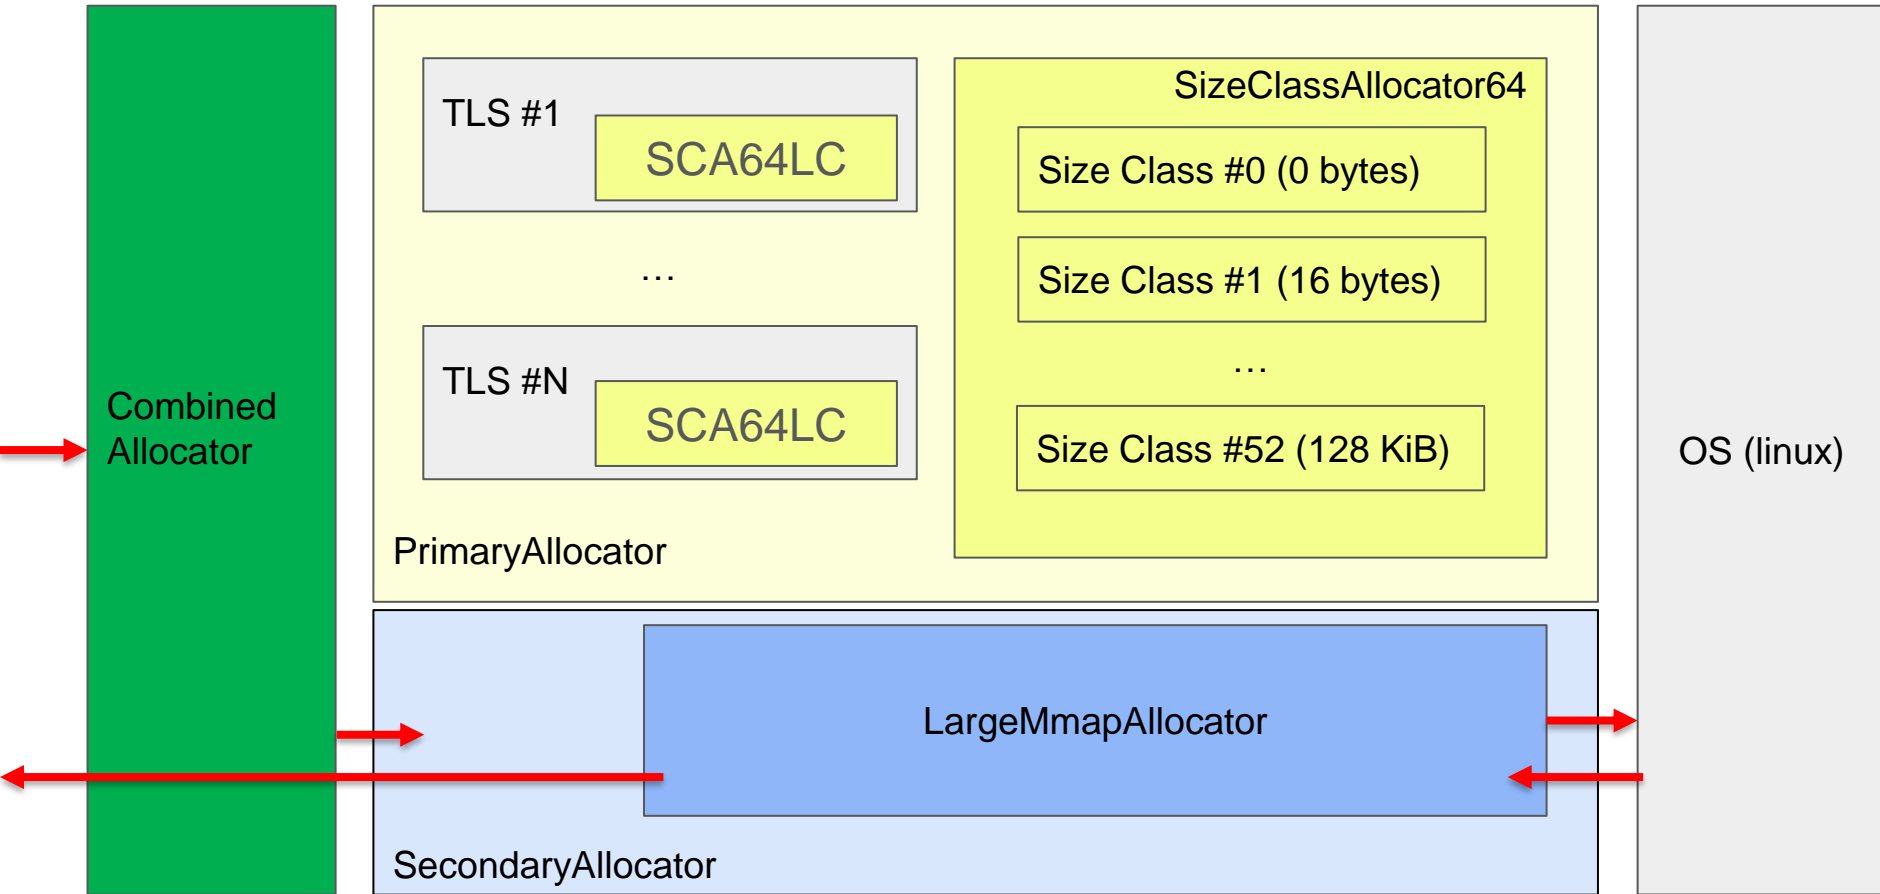 Combined
Allocator
TLS #1
SCA64LC
…
TLS #N
SCA64LC
PrimaryAllocator
SizeClassAllocator64
Size Class #0 (0 bytes)
Size Class #1 (16 bytes)
…
Size Class #52 (128 KiB)
LargeMmapAllocator
SecondaryAllocator
OS (linux)